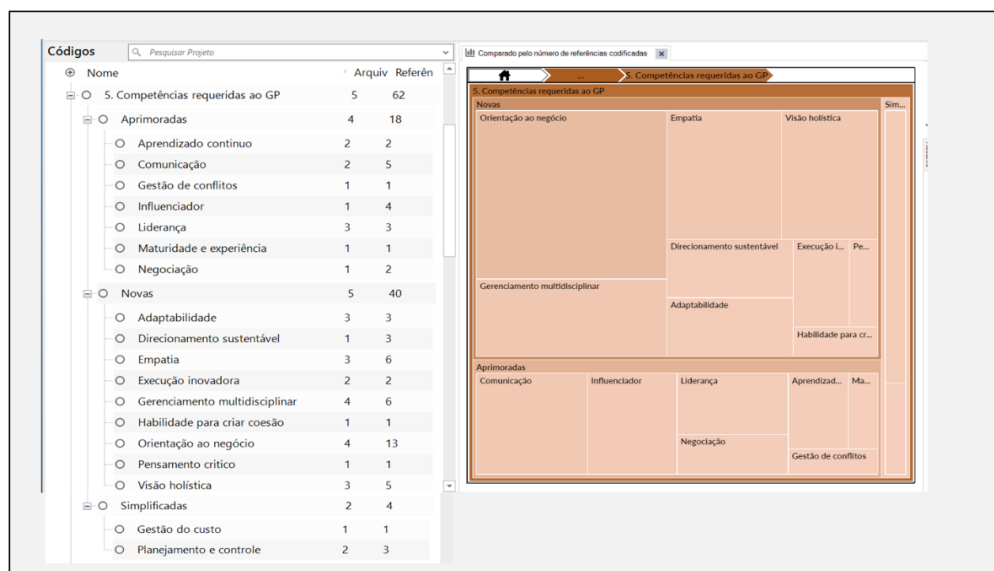 Códigos
Pesquisar Projeto
Nome Arquiv Referên
5. Competências requeridas ao GP 5 62
Aprimoradas 4 18
Aprendizado continuo 2 2
Comunicação 2 5
Gestão de conflitos 1 1
Influenciador 1 4
Liderança 3 3
Maturidade e experiência 1 1
Negociação 1 2
Novas 5 40
Adaptabilidade 3 3
Direcionamento sustentável 1 3
Empatia 3 6
Execução inovadora 2 2
Gerenciamento multidisciplinar 4 6
Habilidade para criar coesão 1 1
Orientação ao negócio 4 13
Pensamento critico 1 1
Visão holística 3 5
Simplificadas 2 4
Gestão do custo 1 1
Planejamento e controle 2 3
Comparado pelo número de referências codificadas
... 5. Competências requeridas ao GP
5. Competências requeridas ao GP
Novas Sim...
Orientação ao negócio Empatia Visão holística
Direcionamento sustentável Execução i... Pe...
Gerenciamento multidisciplinar
Adaptabilidade
Habilidade para cr...
Aprimoradas
Comunicação Influenciador Liderança Aprendizad... Ma...
Negociação
Gestão de conflitos